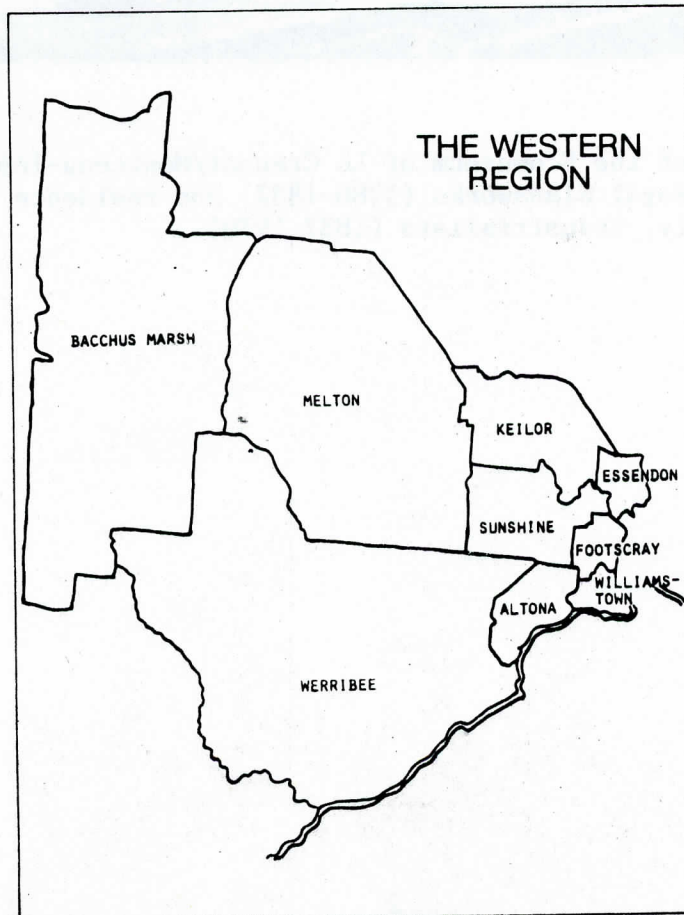 THE WESTERN
REGION
BACCHUS MARSH
MELTON
KEILOR
ESSENDON
SUNSHINE
FOOTSCRAY
WILLIAMS-
TOWN
ALTONA
WERRIBEE